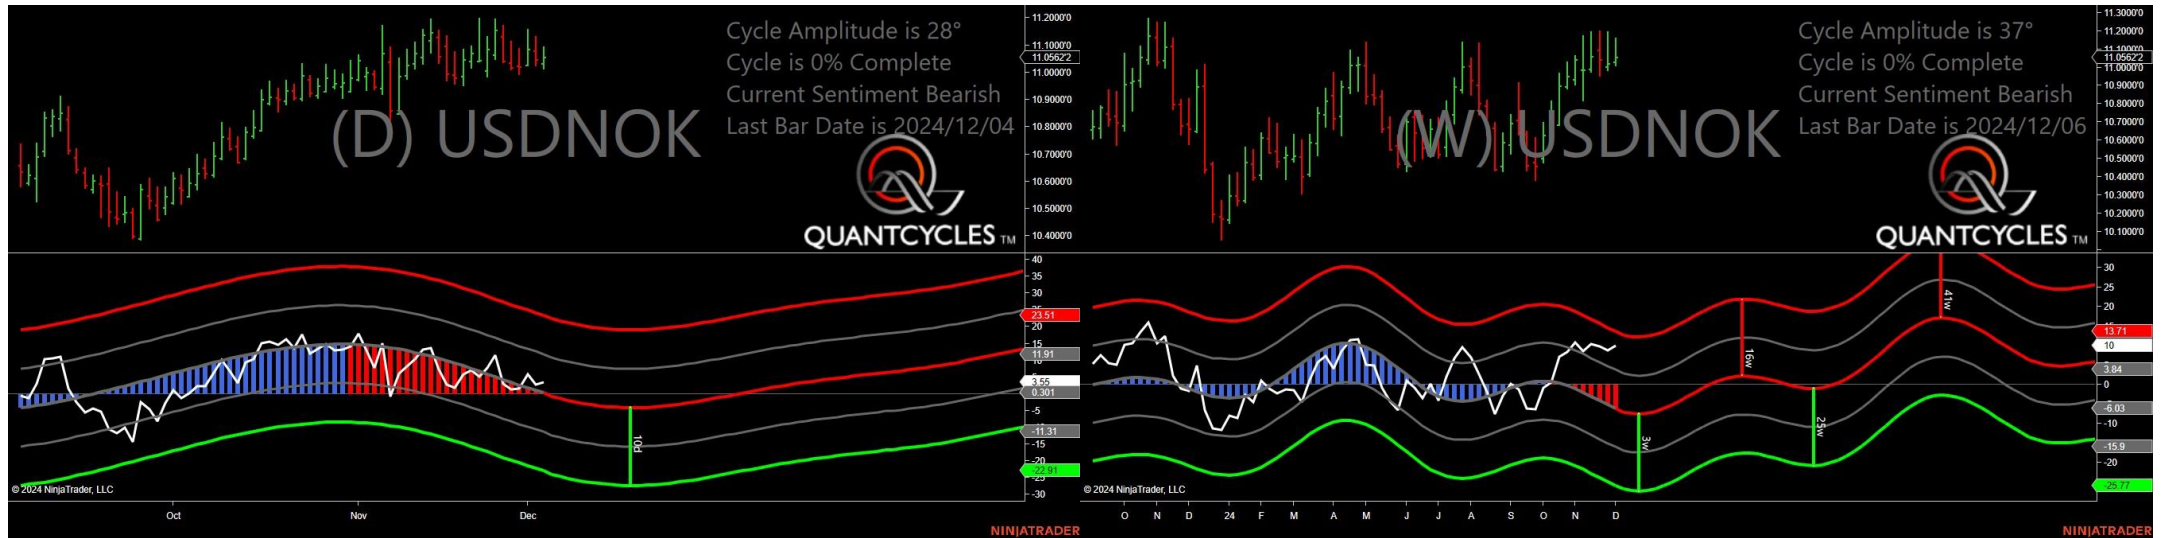 Cycle Amplitude is 28°
Cycle is 0% Complete
Current Sentiment Bearish
Last Bar Date is 2024/12/04
(D) USDNOK
QUANTCYCLES TM
11.2000'0
11.1000'0
11.0562'2
11.0000'0
10.9000'0
10.8000'0
10.7000'0
10.6000'0
10.5000'0
10.4000'0
40
35
30
23.51
20
15
11.91
3.55
0.301
-5
-11.31
-15
-20
-22.91
-30
10d
© 2024 NinjaTrader, LLC
Oct
Nov
Dec
NINJATRADER
Cycle Amplitude is 37°
Cycle is 0% Complete
Current Sentiment Bearish
Last Bar Date is 2024/12/06
(W) USDNOK
QUANTCYCLES TM
11.3000'0
11.2000'0
11.1000'0
11.0562'2
11.0000'0
10.9000'0
10.8000'0
10.7000'0
10.6000'0
10.5000'0
10.4000'0
10.3000'0
10.2000'0
10.1000'0
30
25
20
13.71
10
3.84
0
-6.03
-10
-15.9
-20
-25.77
3w
16w
25w
41w
© 2024 NinjaTrader, LLC
O N D 24 F M A M J J A S O N D
NINJATRADER